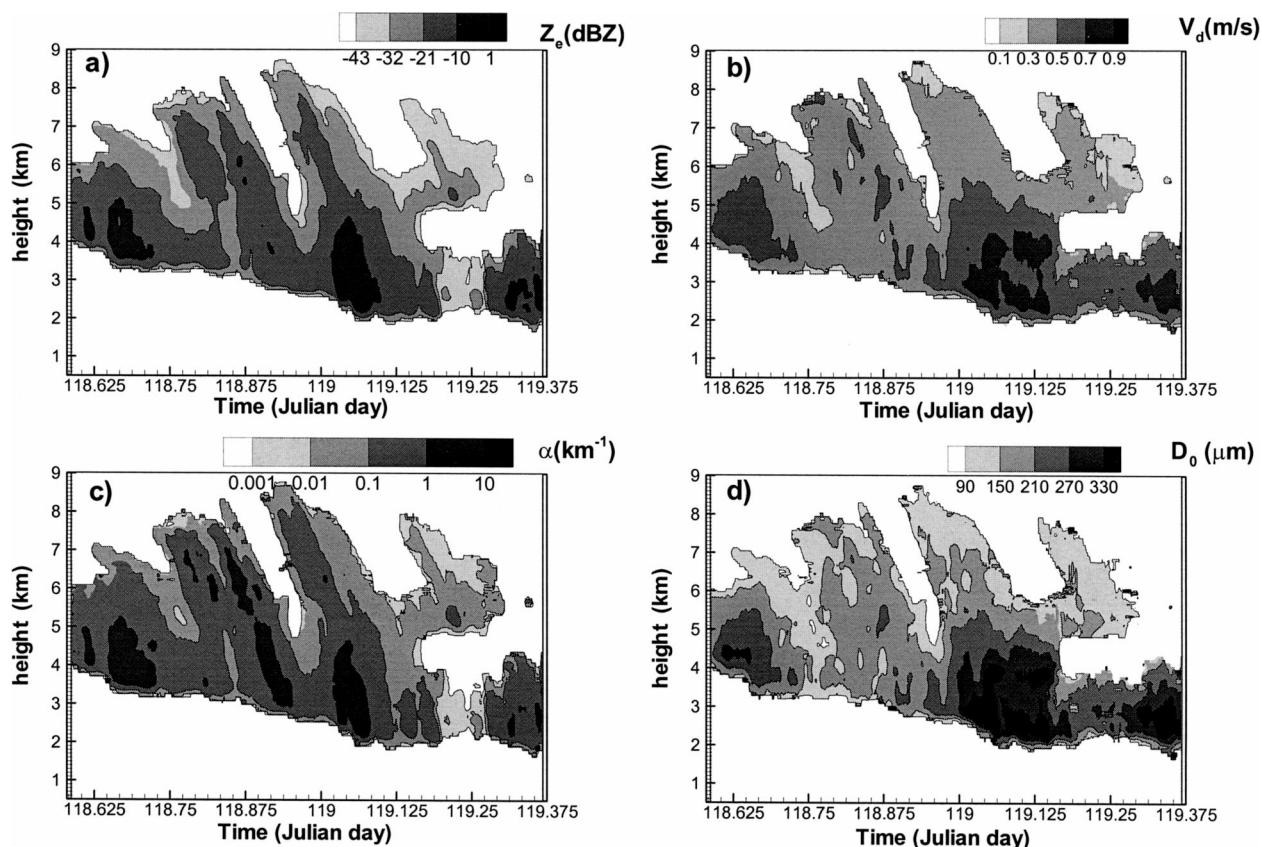 Zₑ(dBZ)
-43 -32 -21 -10 1
a)
9
8
7
6
5
4
3
2
1
height (km)
118.625 118.75 118.875 119 119.125 119.25 119.375
Time (Julian day)
V_d(m/s)
0.1 0.3 0.5 0.7 0.9
b)
9
8
7
6
5
4
3
2
1
height (km)
118.625 118.75 118.875 119 119.125 119.25 119.375
Time (Julian day)
α(km⁻¹)
0.001 0.01 0.1 1 10
c)
9
8
7
6
5
4
3
2
1
height (km)
118.625 118.75 118.875 119 119.125 119.25 119.375
Time (Julian day)
D₀ (μm)
90 150 210 270 330
d)
9
8
7
6
5
4
3
2
1
height (km)
118.625 118.75 118.875 119 119.125 119.25 119.375
Time (Julian day)